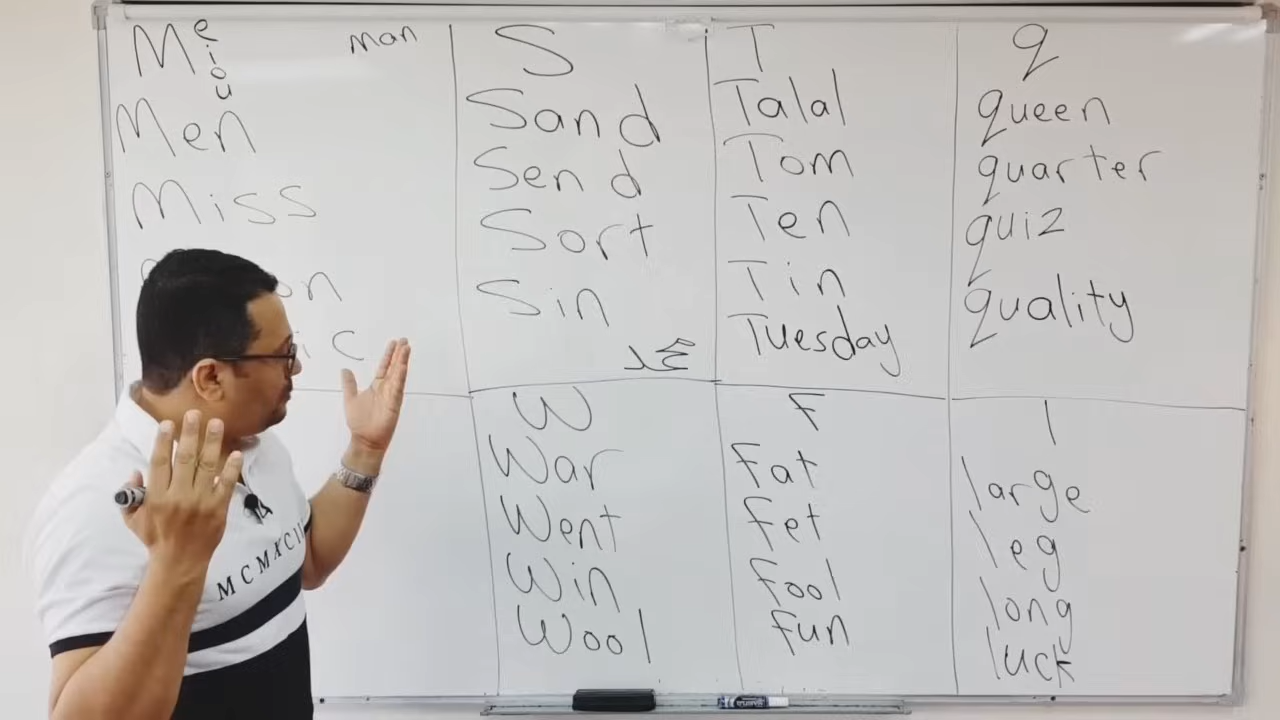 M e
i
o
u
man
Men
Miss
S
Sand
Send
Sort
Sin
T
Talal
Tom
Ten
Tin
Tuesday
q
queen
quarter
quiz
quality
W
War
Went
Win
Wool
F
Fat
Fet
Fool
Fun
l
large
leg
long
luck